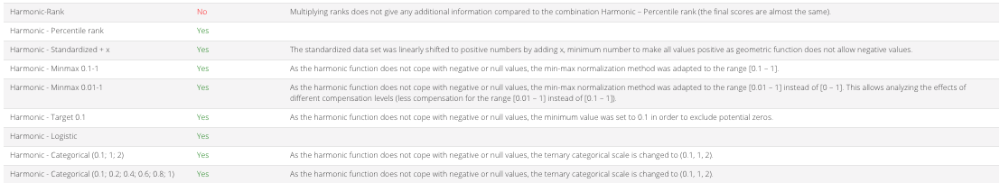 Harmonic-Rank No Multiplying ranks does not give any additional information compared to the combination Harmonic – Percentile rank (the final scores are almost the same).
Harmonic - Percentile rank Yes
Harmonic - Standardized + x Yes The standardized data set was linearly shifted to positive numbers by adding x, minimum number to make all values positive as geometric function does not allow negative values.
Harmonic - Minmax 0.1-1 Yes As the harmonic function does not cope with negative or null values, the min-max normalization method was adapted to the range [0.1 – 1].
Harmonic - Minmax 0.01-1 Yes As the harmonic function does not cope with negative or null values, the min-max normalization method was adapted to the range [0.01 – 1] instead of [0 – 1]. This allows analyzing the effects of
different compensation levels (less compensation for the range [0.01 – 1] instead of [0.1 – 1]).
Harmonic - Target 0.1 Yes As the harmonic function does not cope with negative or null values, the minimum value was set to 0.1 in order to exclude potential zeros.
Harmonic - Logistic Yes
Harmonic - Categorical (0.1; 1; 2) Yes As the harmonic function does not cope with negative or null values, the ternary categorical scale is changed to (0.1, 1, 2).
Harmonic - Categorical (0.1; 0.2; 0.4; 0.6; 0.8; 1) Yes As the harmonic function does not cope with negative or null values, the ternary categorical scale is changed to (0.1, 1, 2).